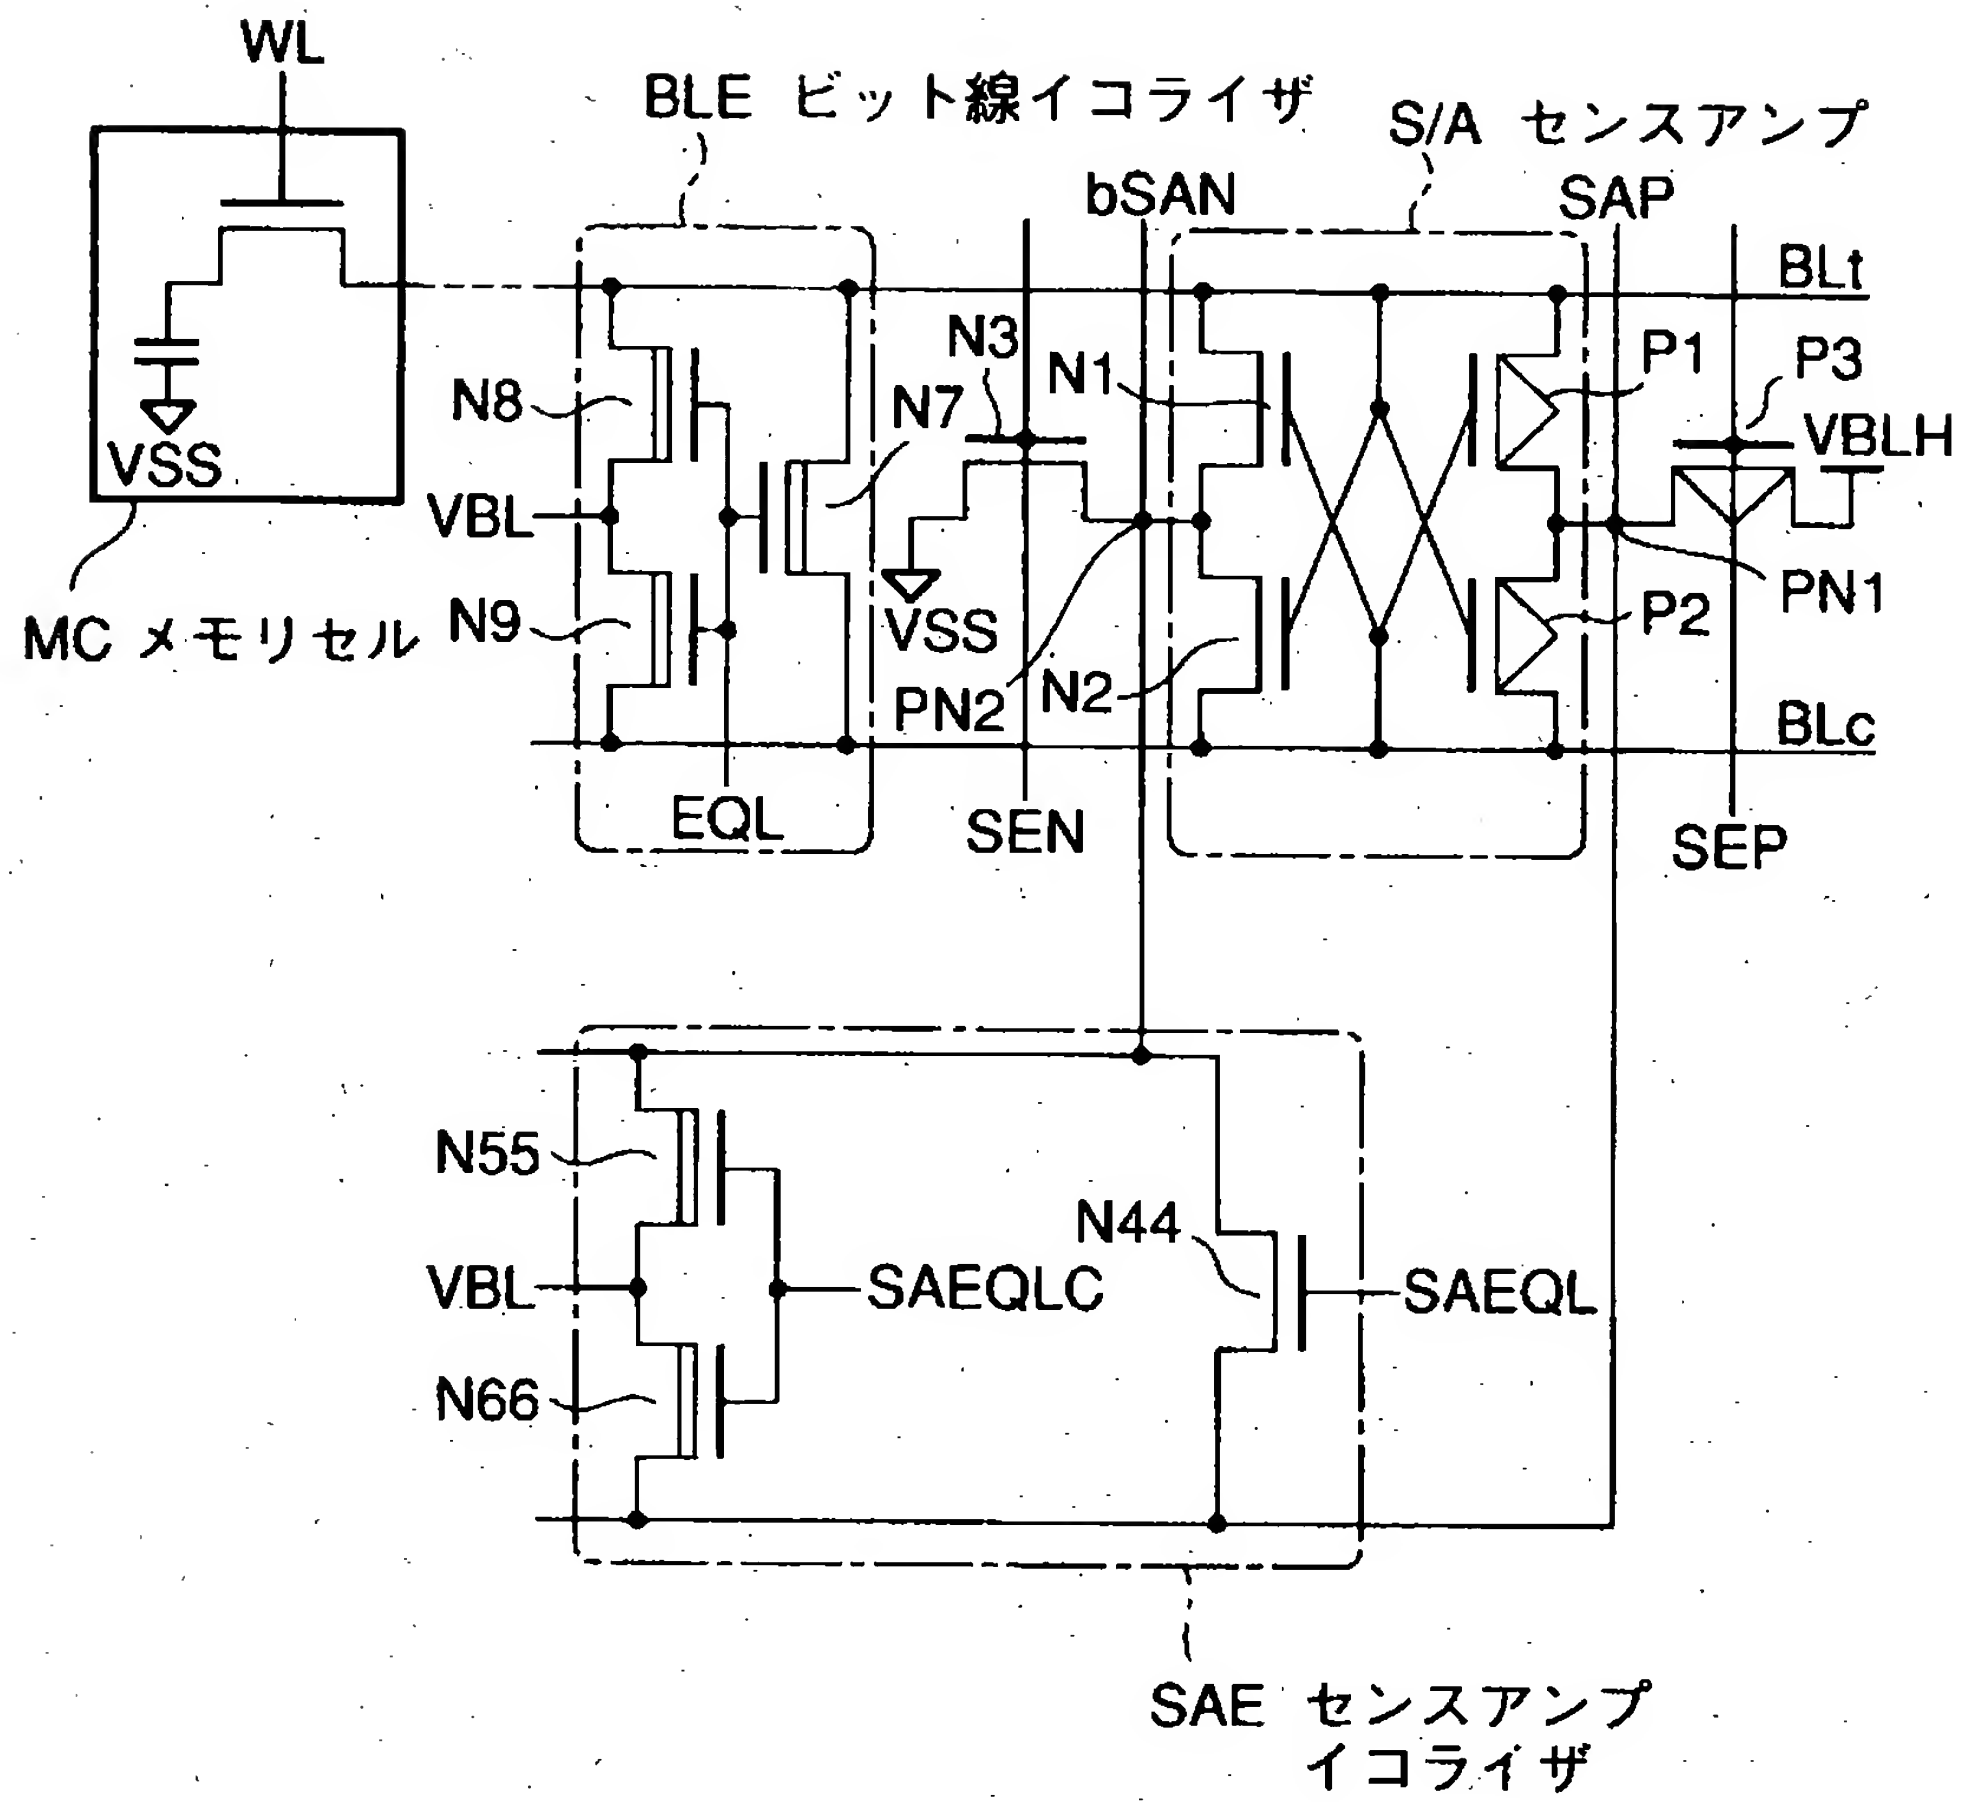 WL
BLE ビット線イコライザ
S/A センスアンプ
bSAN
SAP
BLt
N3
N1
P1
P3
N8
N7
VBLH
VSS
VBL
N9
VSS
PN1
P2
MC メモリセル
PN2
N2
BLc
EQL
SEN
SEP
N55
N44
VBL
SAEQLC
SAEQL
N66
SAE センスアンプ
イコライザ